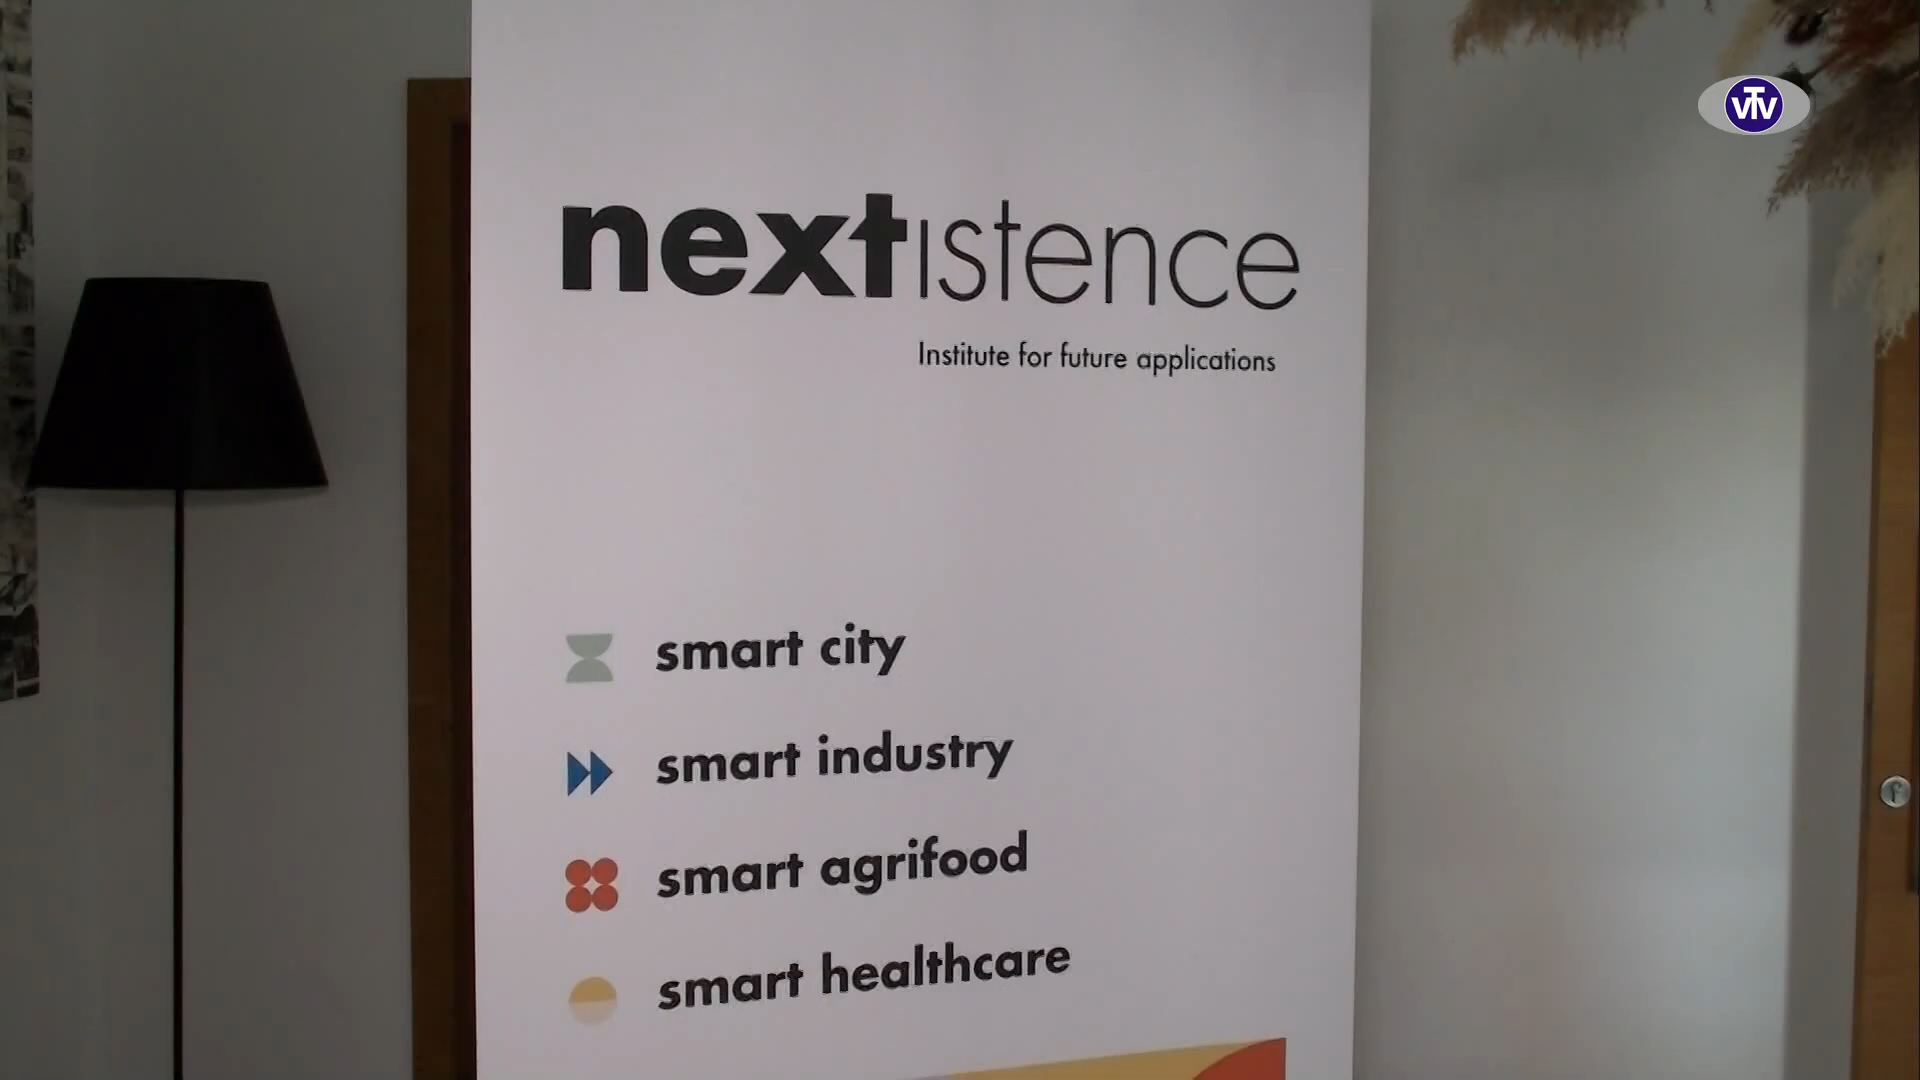 VTV
nextistence
Institute for future applications
smart city
smart industry
smart agrifood
smart healthcare